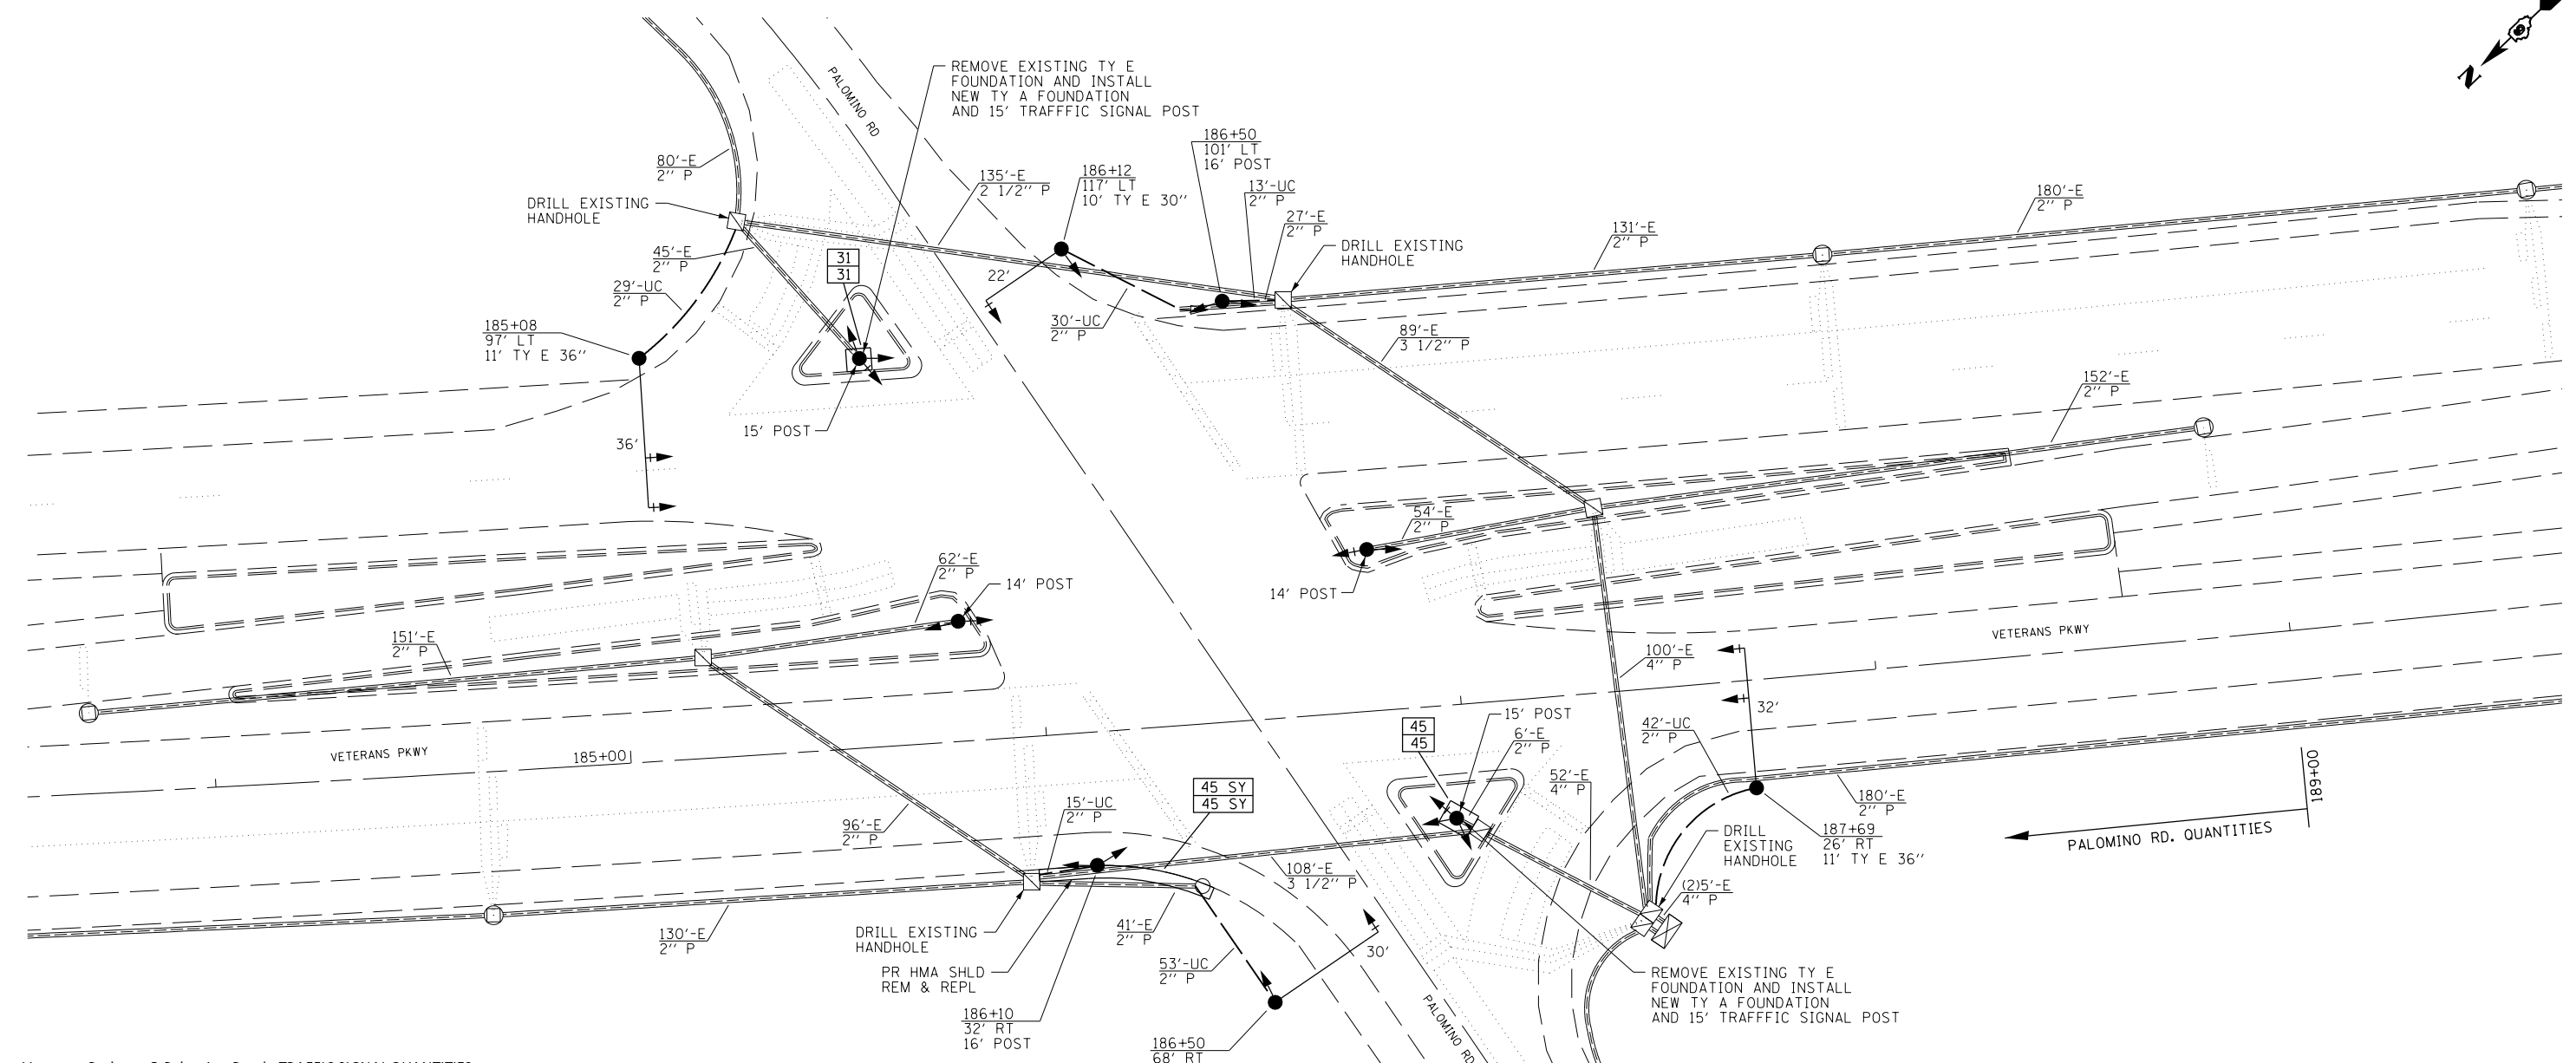 N
REMOVE EXISTING TY E
FOUNDATION AND INSTALL
NEW TY A FOUNDATION
AND 15' TRAFFFIC SIGNAL POST
PALOMINO RD
186+50
101' LT
16' POST
80'-E
2" P
135'-E
2 1/2" P
186+12
117' LT
10' TY E 30"
13'-UC
2" P
27'-E
2" P
180'-E
2" P
DRILL EXISTING
HANDHOLE
131'-E
2" P
DRILL EXISTING
HANDHOLE
45'-E
2" P
31
31
22'
29'-UC
2" P
30'-UC
2" P
89'-E
3 1/2" P
185+08
97' LT
11' TY E 36"
152'-E
2" P
36'
15' POST
54'-E
2" P
62'-E
2" P
14' POST
14' POST
151'-E
2" P
VETERANS PKWY
100'-E
4" P
32'
VETERANS PKWY
185+00
45
45
15' POST
6'-E
2" P
42'-UC
2" P
52'-E
4" P
45 SY
45 SY
15'-UC
2" P
180'-E
2" P
189+00
PALOMINO RD. QUANTITIES
96'-E
2" P
DRILL
EXISTING
HANDHOLE
187+69
26' RT
11' TY E 36"
108'-E
3 1/2" P
(2)5'-E
4" P
130'-E
2" P
DRILL EXISTING
HANDHOLE
41'-E
2" P
30'
PR HMA SHLD
REM & REPL
53'-UC
2" P
REMOVE EXISTING TY E
FOUNDATION AND INSTALL
NEW TY A FOUNDATION
AND 15' TRAFFFIC SIGNAL POST
186+10
32' RT
16' POST
PALOMINO RD
186+50
68' RT